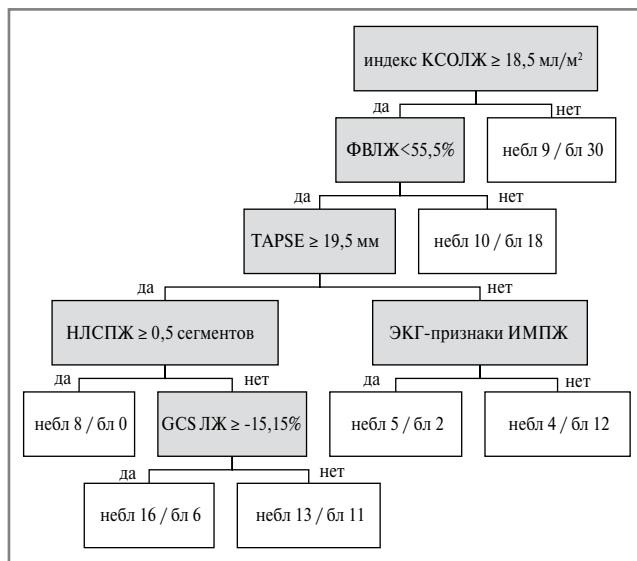 индекс КСОЛЖ ≥ 18,5 мл/м²
да
нет
ФВЛЖ<55,5%
небл 9 / бл 30
да
нет
TAPSE ≥ 19,5 мм
небл 10 / бл 18
да
нет
НЛСПЖ ≥ 0,5 сегментов
ЭКГ-признаки ИМПЖ
да
нет
да
нет
небл 8 / бл 0
GCS ЛЖ ≥ -15,15%
небл 5 / бл 2
небл 4 / бл 12
да
нет
небл 16 / бл 6
небл 13 / бл 11